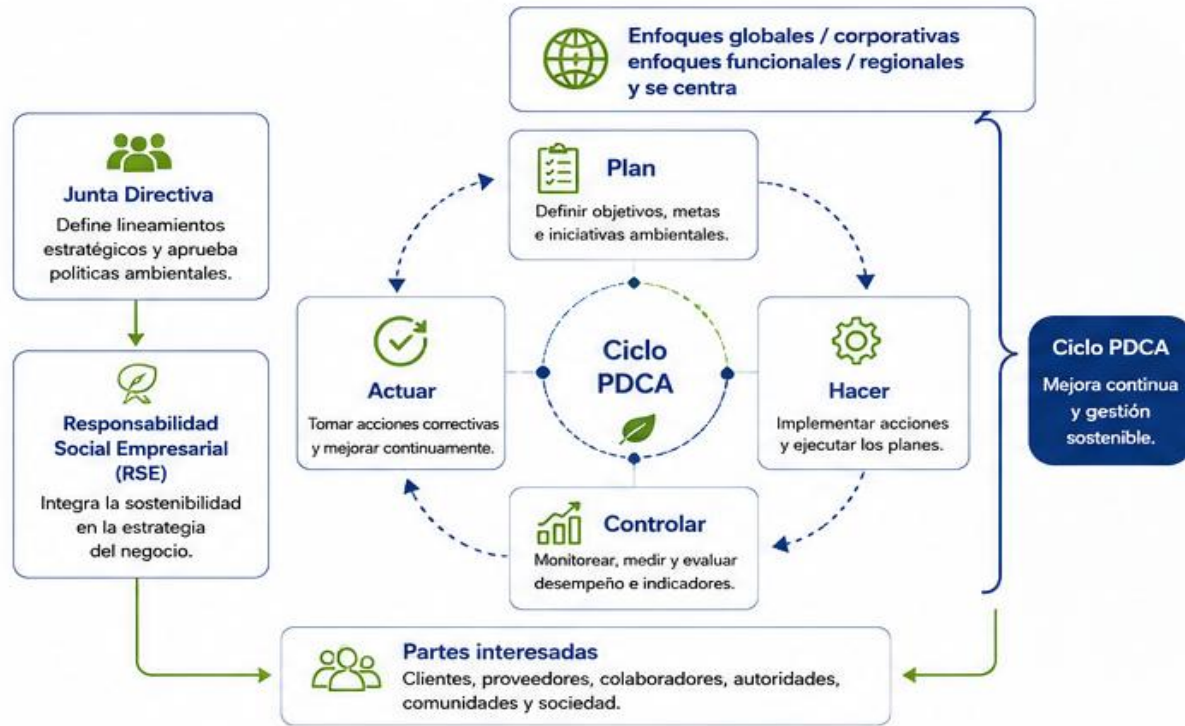 Enfoques globales / corporativas
enfoques funcionales / regionales
y se centra
Junta Directiva
Define lineamientos
estratégicos y aprueba
políticas ambientales.
Responsabilidad
Social Empresarial
(RSE)
Integra la sostenibilidad
en la estrategia
del negocio.
Plan
Definir objetivos, metas
e iniciativas ambientales.
Actuar
Tomar acciones correctivas
y mejorar continuamente.
Ciclo
PDCA
Hacer
Implementar acciones
y ejecutar los planes.
Controlar
Monitorear, medir y evaluar
desempeño e indicadores.
Ciclo PDCA
Mejora continua
y gestión
sostenible.
Partes interesadas
Clientes, proveedores, colaboradores, autoridades,
comunidades y sociedad.